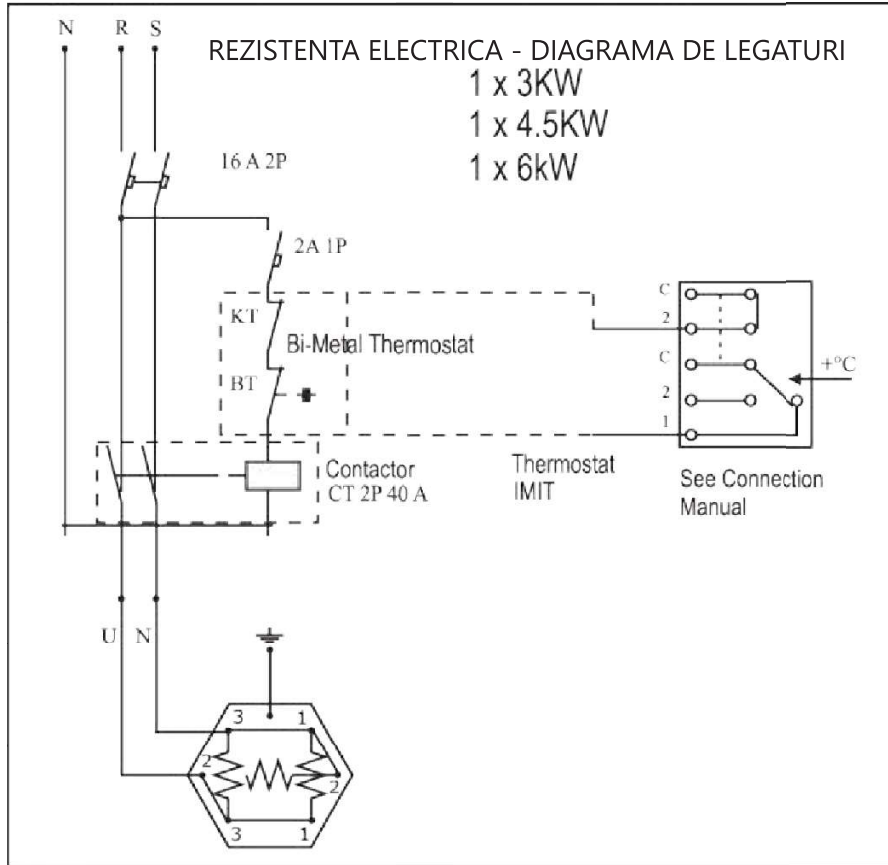 N R S
REZISTENTA ELECTRICA - DIAGRAMA DE LEGATURI
1 x 3KW
1 x 4.5KW
1 x 6kW
16 A 2P
2A 1P
KT
Bi-Metal Thermostat
BT
C
2
C
2
1
+°C
Contactor
CT 2P 40 A
Thermostat
IMIT
See Connection
Manual
U N
3 1
2
2
3 1